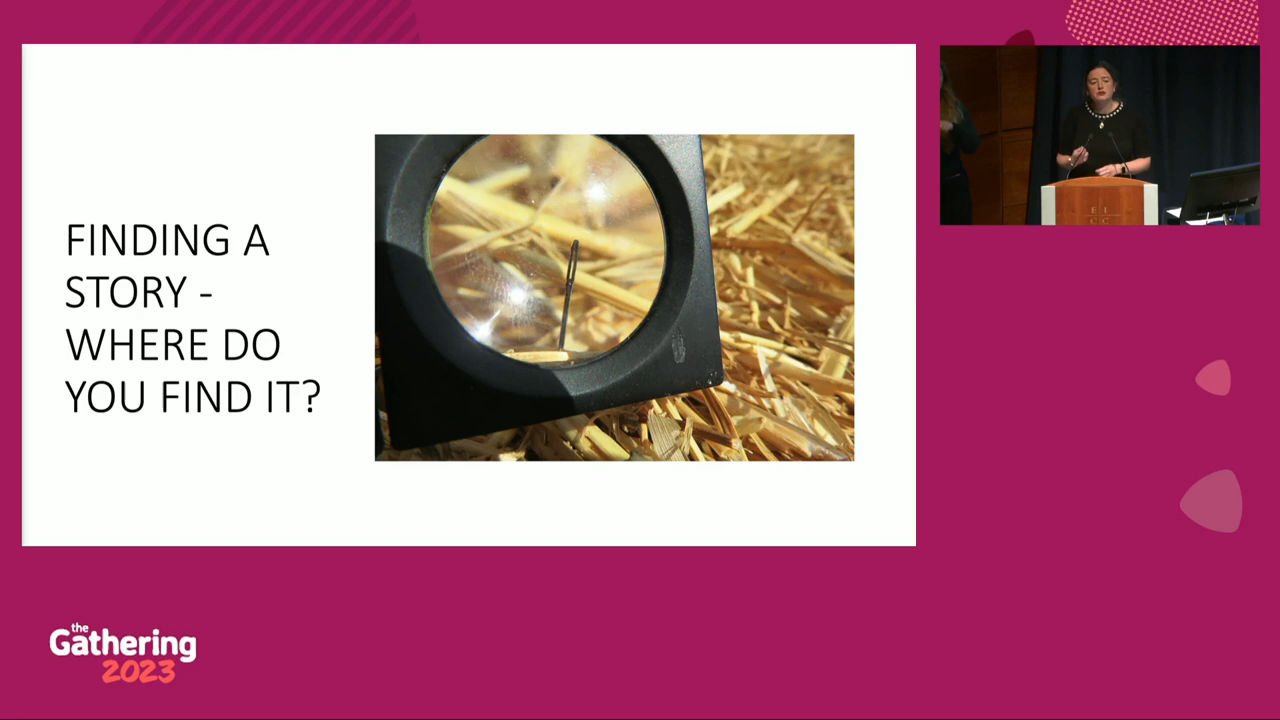 FINDING A
STORY -
WHERE DO
YOU FIND IT?
E I
C C
the
Gathering
2023